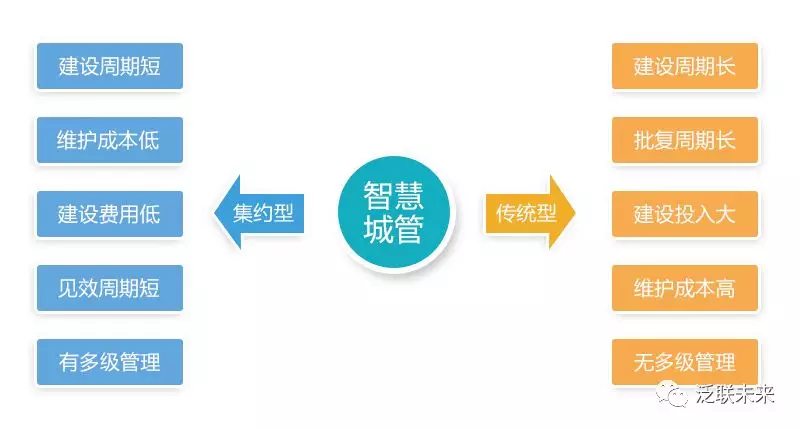 建设周期短
维护成本低
建设费用低
见效周期短
有多级管理
集约型
智慧
城管
传统型
建设周期长
批复周期长
建设投入大
维护成本高
无多级管理
泛联未来